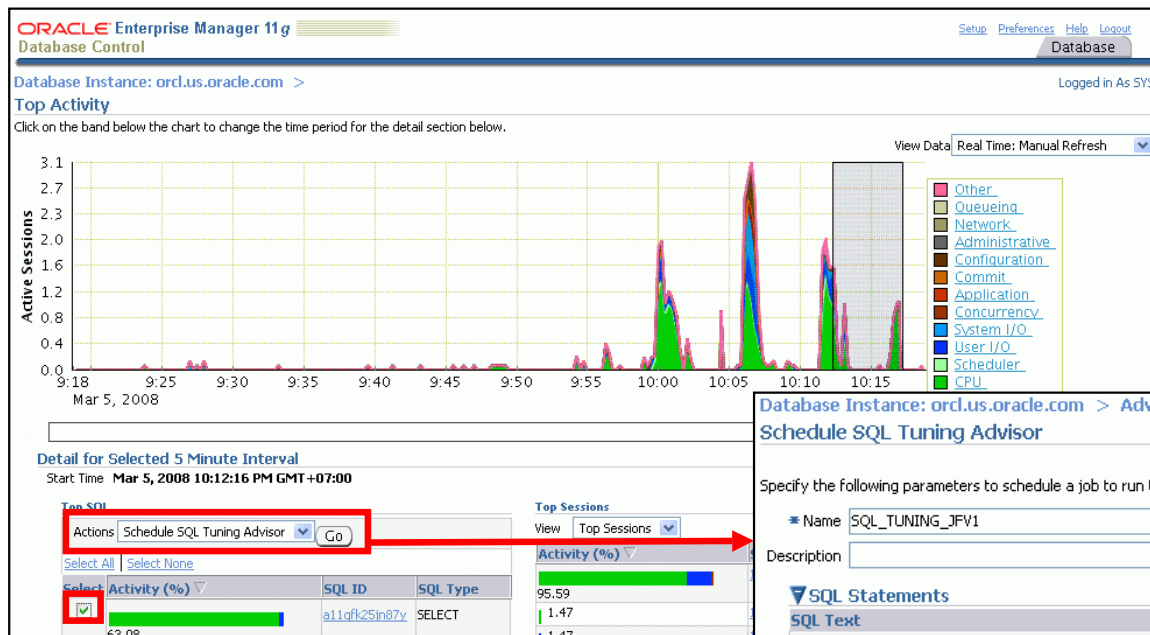 ORACLE Enterprise Manager 11g
Database Control
Setup Preferences Help Logout
Database
Database Instance: orcl.us.oracle.com >
Logged in As SYS
Top Activity
Click on the band below the chart to change the time period for the detail section below.
View Data Real Time: Manual Refresh
Active Sessions
3.1
2.7
2.3
2.0
1.6
1.2
0.8
0.4
0.0
9:18 9:25 9:30 9:35 9:40 9:45 9:50 9:55 10:00 10:05 10:10 10:15
Mar 5, 2008
Other
Queueing
Network
Administrative
Configuration
Commit
Application
Concurrency
System I/O
User I/O
Scheduler
CPU
Detail for Selected 5 Minute Interval
Start Time Mar 5, 2008 10:12:16 PM GMT+07:00
Top SQL
Actions Schedule SQL Tuning Advisor Go
Select All Select None
Select Activity (%) SQL ID SQL Type
63.08
a11gfk25jn87y SELECT
Top Sessions
View Top Sessions
Activity (%)
95.59
1.47
1.47
Database Instance: orcl.us.oracle.com > Adv
Schedule SQL Tuning Advisor
Specify the following parameters to schedule a job to run
* Name SQL_TUNING_JFV1
Description
SQL Statements
SQL Text